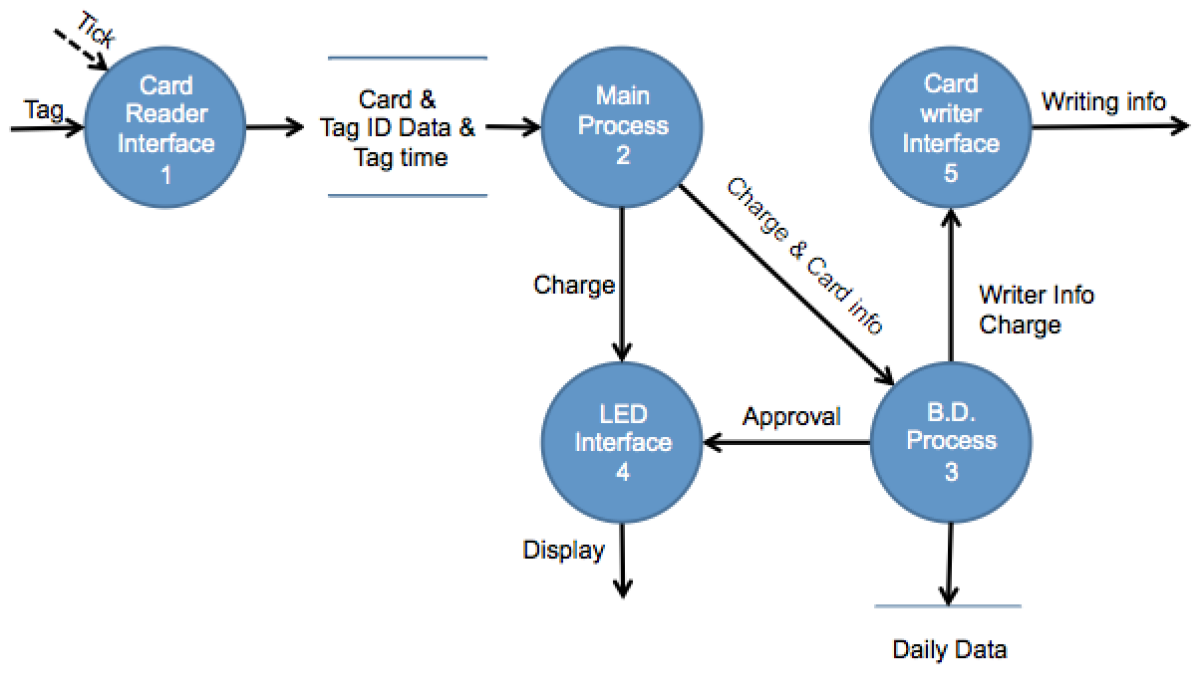 Tick
Tag
Card
Reader
Interface
1
Card &
Tag ID Data &
Tag time
Main
Process
2
Card
writer
Interface
5
Writing info
Charge
Charge & Card info
Writer Info
Charge
LED
Interface
4
Approval
B.D.
Process
3
Display
Daily Data